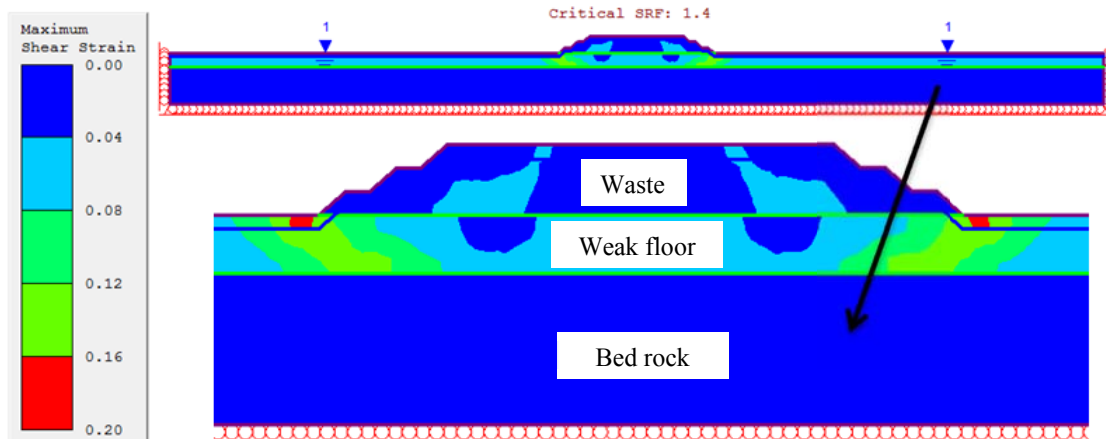 Critical SRF: 1.4
Maximum
Shear Strain
0.00
0.04
0.08
0.12
0.16
0.20
1
1
Waste
Weak floor
Bed rock